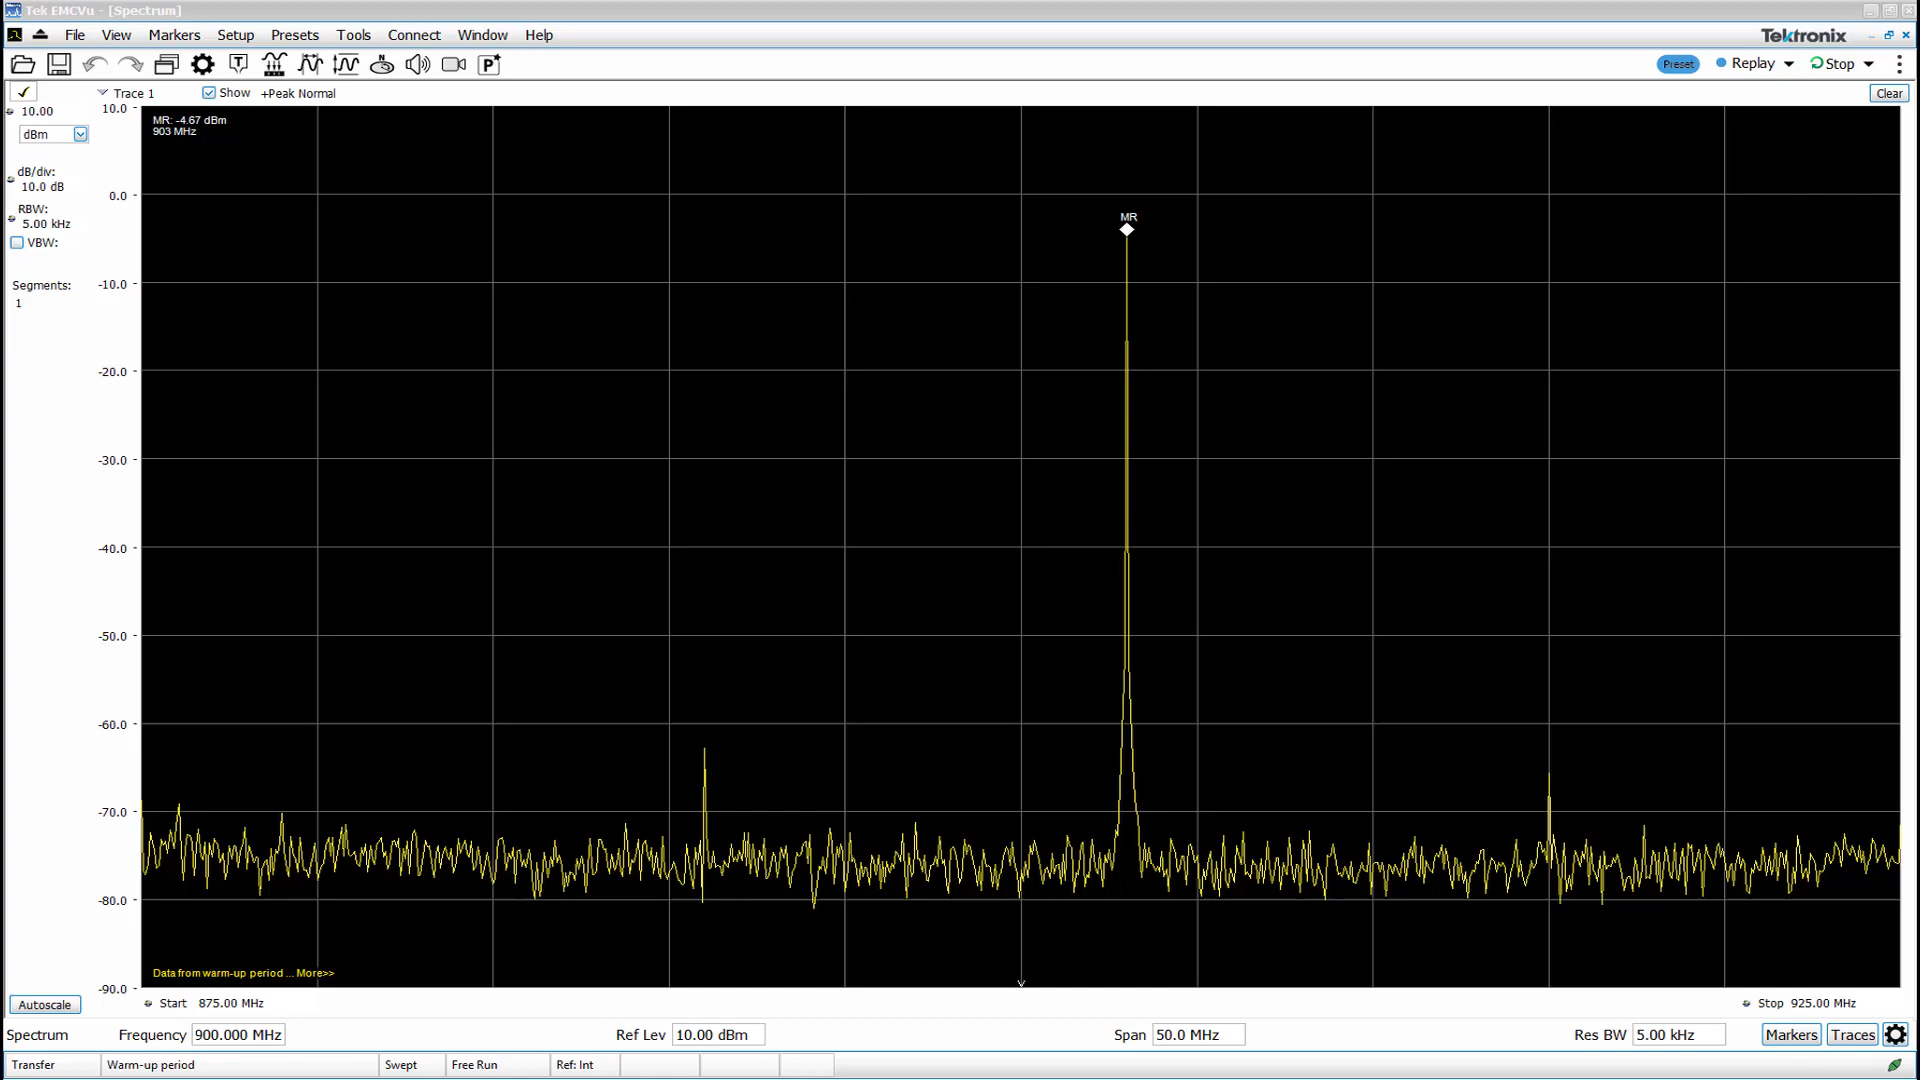 Tek EMCVu - [Spectrum]
File View Markers Setup Presets Tools Connect Window Help
Tektronix
Preset Replay Stop
Trace 1 Show +Peak Normal Clear
10.00
dBm
dB/div:
10.0 dB
RBW:
5.00 kHz
VBW:
Segments:
1
10.0
0.0
-10.0
-20.0
-30.0
-40.0
-50.0
-60.0
-70.0
-80.0
-90.0
MR: -4.67 dBm
903 MHz
MR
Data from warm-up period ... More>>
Autoscale
Start 875.00 MHz
Stop 925.00 MHz
Spectrum Frequency 900.000 MHz Ref Lev 10.00 dBm Span 50.0 MHz Res BW 5.00 kHz Markers Traces
Transfer Warm-up period Swept Free Run Ref: Int